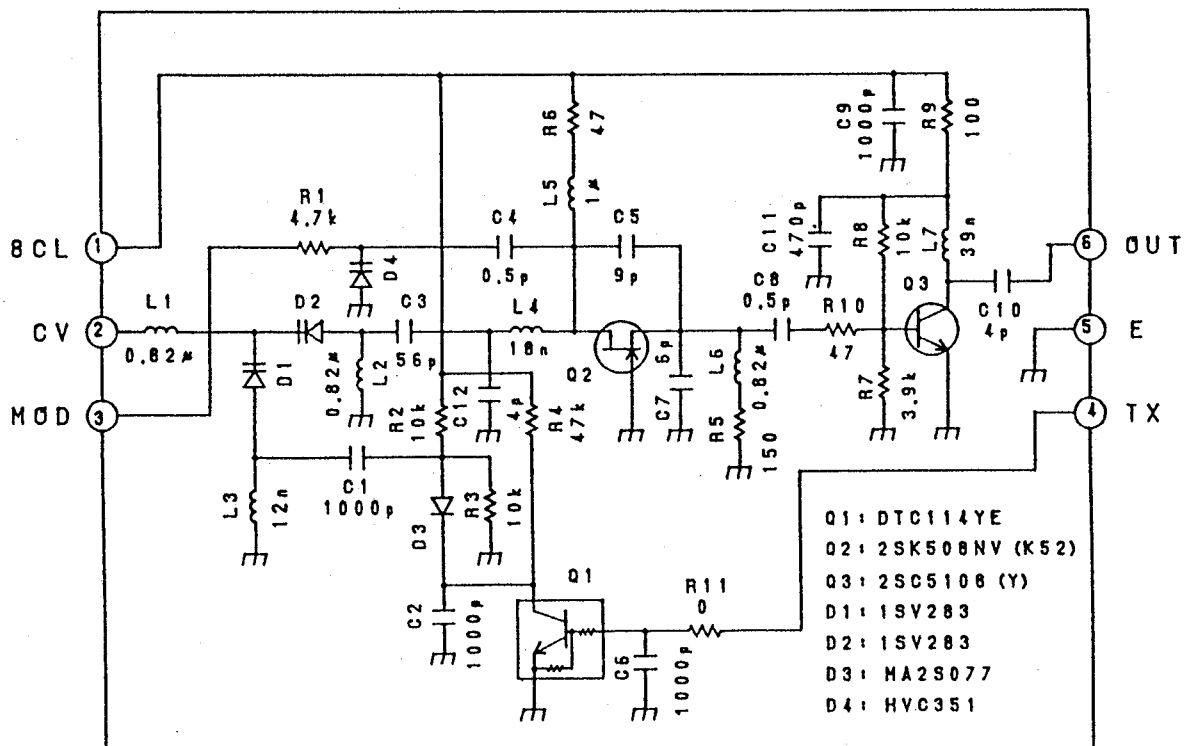 8CL
1
CV
2
MOD
3
OUT
6
E
5
TX
4
R6
47
L5
1μ
C9
1000p
R9
100
R1
4.7k
D4
C4
0.5p
C5
9p
C11
470p
R8
10k
L7
39n
L1
0.82μ
D2
C3
56p
L4
18n
Q2
C8
0.5p
R10
47
Q3
C10
4p
D1
0.82μ
L2
R2
10k
C12
4p
R4
47k
C7
6p
L6
0.82μ
R5
150
R7
3.9k
L3
12n
C1
1000p
D3
R3
10k
C2
1000p
Q1
R11
0
C6
1000p
Q1: DTC114YE
Q2: 2SK508NV (K52)
Q3: 2SC5108 (Y)
D1: 1SV283
D2: 1SV283
D3: MA2S077
D4: HVC351